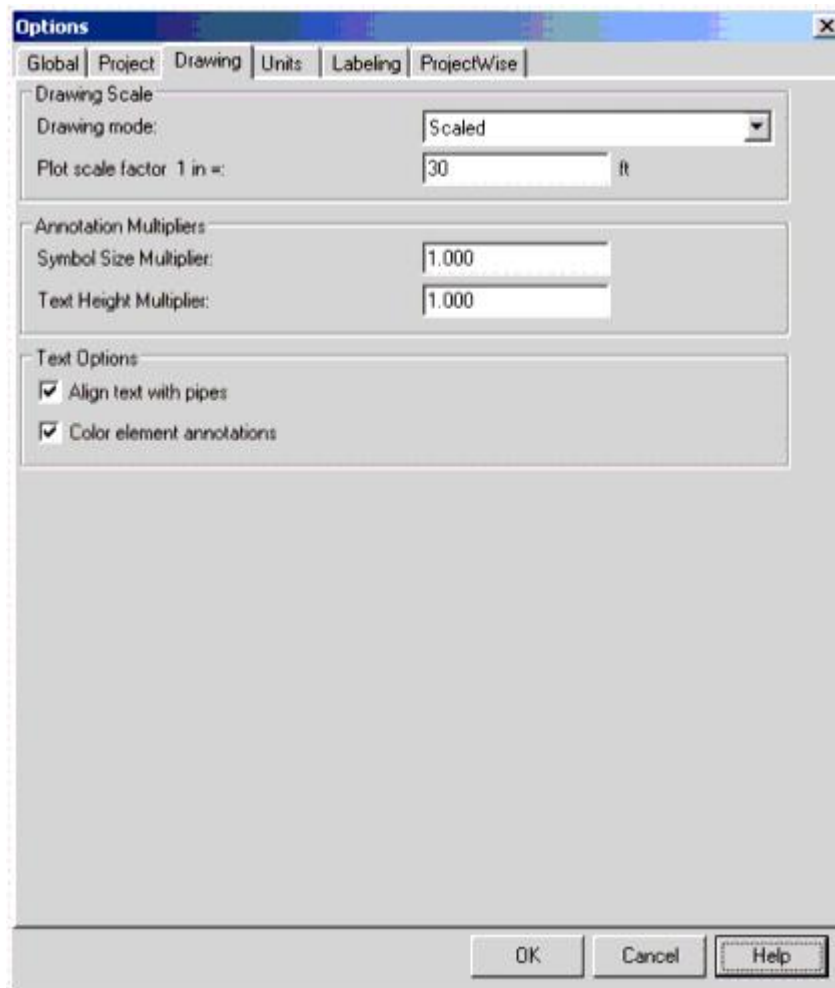 Options
Global Project Drawing Units Labeling ProjectWise
Drawing Scale
Drawing mode: Scaled
Plot scale factor 1 in =: 30 ft
Annotation Multipliers
Symbol Size Multiplier: 1.000
Text Height Multiplier: 1.000
Text Options
Align text with pipes
Color element annotations
OK Cancel Help